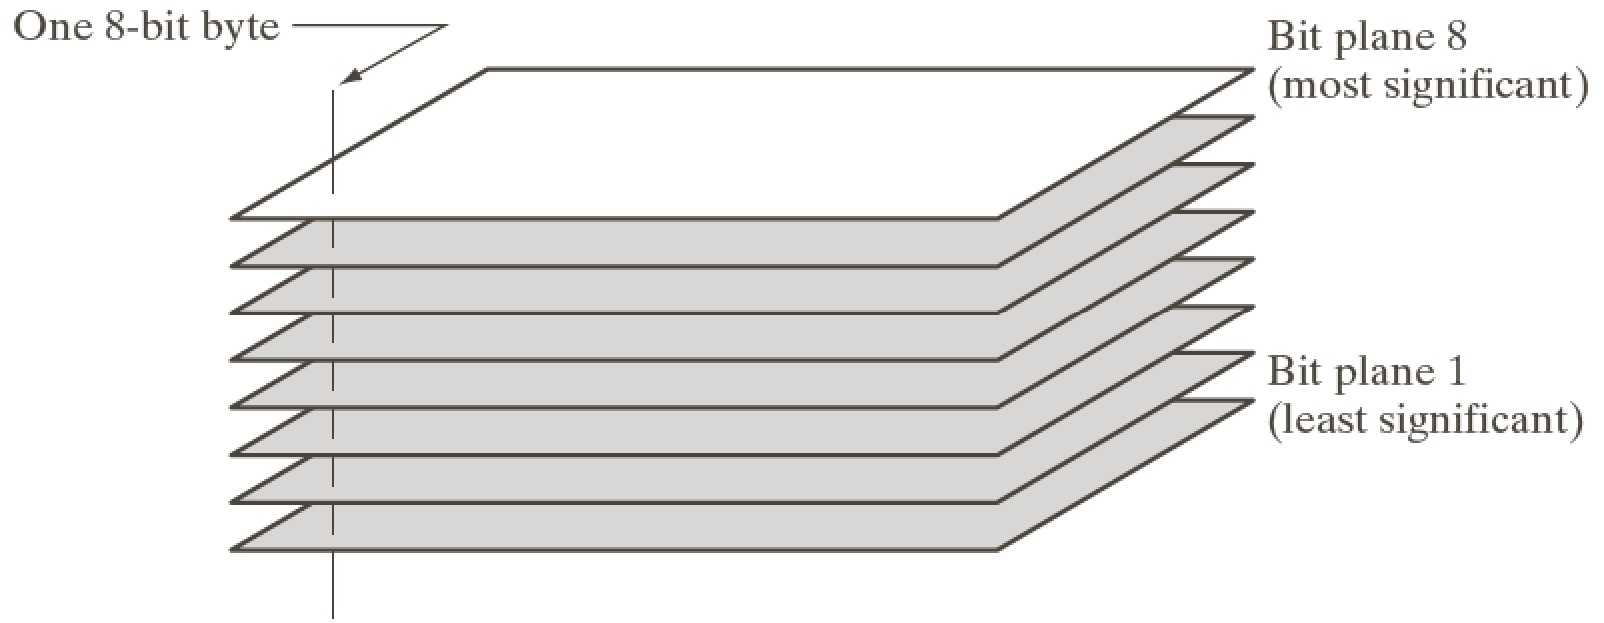 One 8-bit byte
Bit plane 8
(most significant)
Bit plane 1
(least significant)